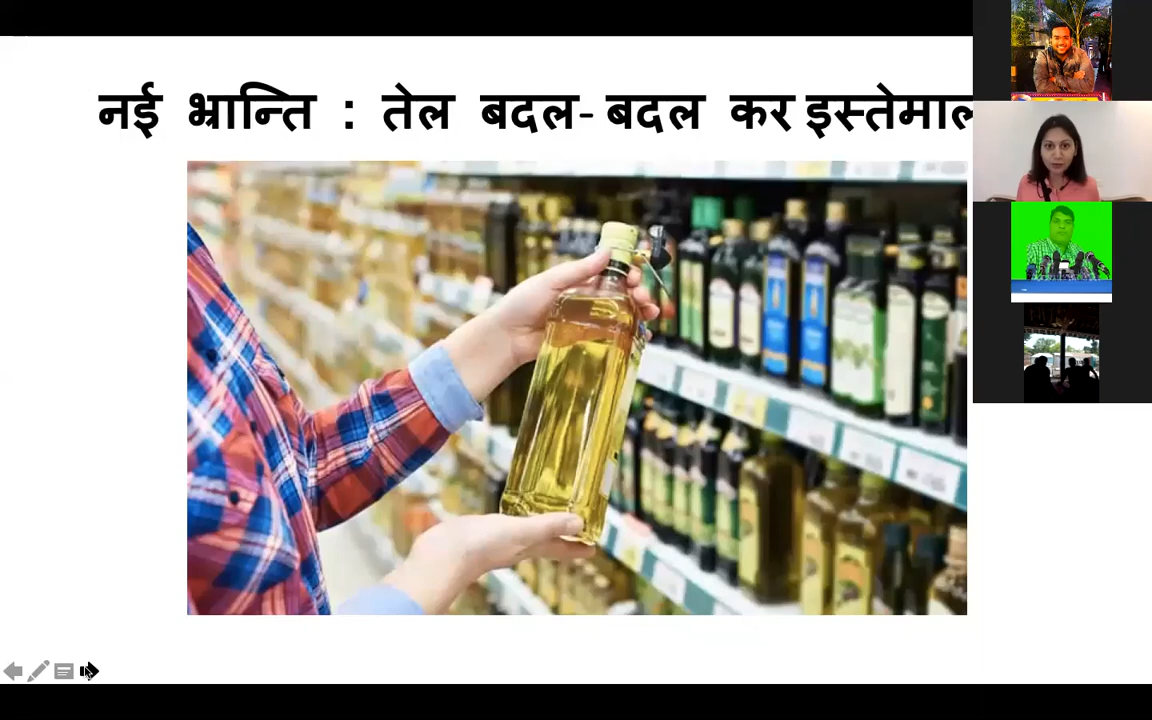 नई भ्रान्ति : तेल बदल- बदल कर इस्तेमाल